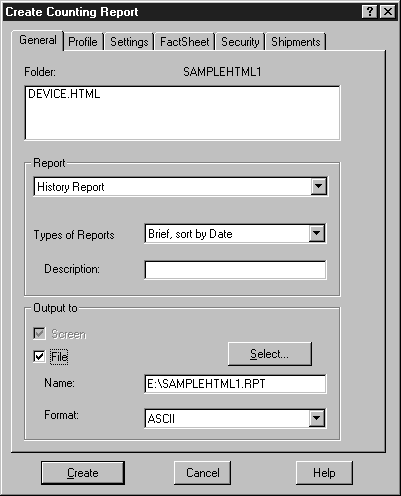 Create Counting Report ? X
General Profile Settings FactSheet Security Shipments
Folder: SAMPLEHTML1
DEVICE.HTML
Report
History Report
Types of Reports Brief, sort by Date
Description:
Output to
Screen
File Select...
Name: E:\SAMPLEHTML1.RPT
Format: ASCII
Create Cancel Help